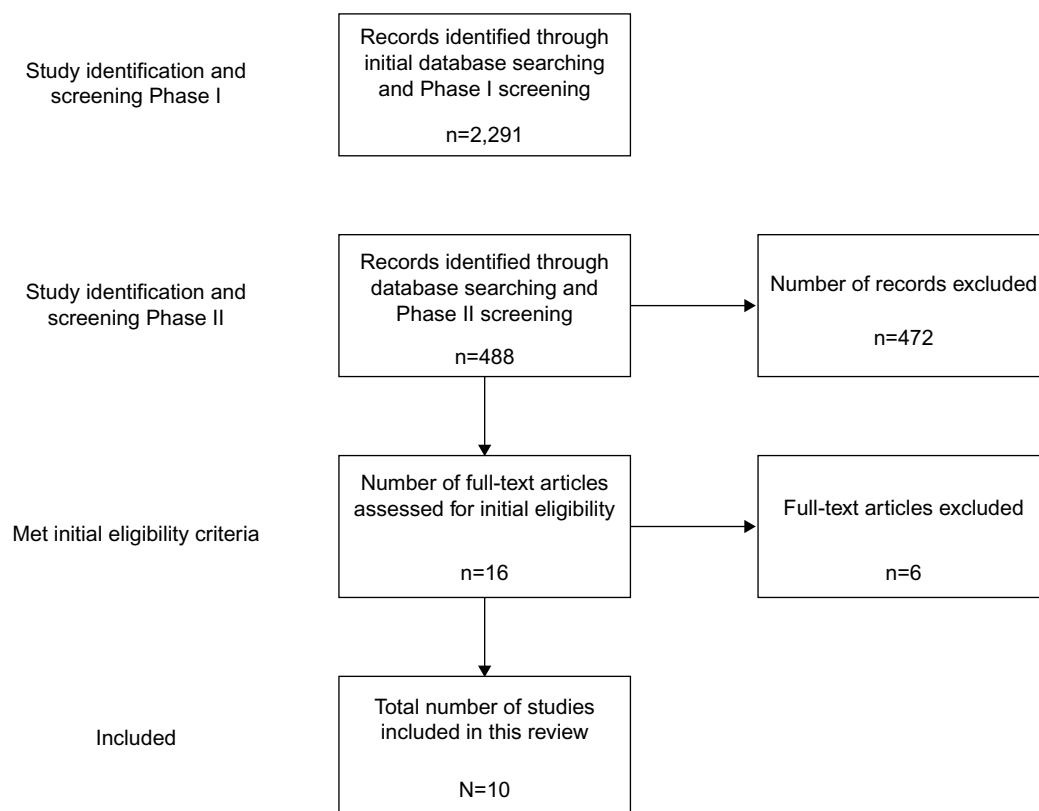 Study identification and
screening Phase I
Records identified through
initial database searching
and Phase I screening
n=2,291
Study identification and
screening Phase II
Records identified through
database searching and
Phase II screening
n=488
Number of records excluded
n=472
Met initial eligibility criteria
Number of full-text articles
assessed for initial eligibility
n=16
Full-text articles excluded
n=6
Included
Total number of studies
included in this review
N=10